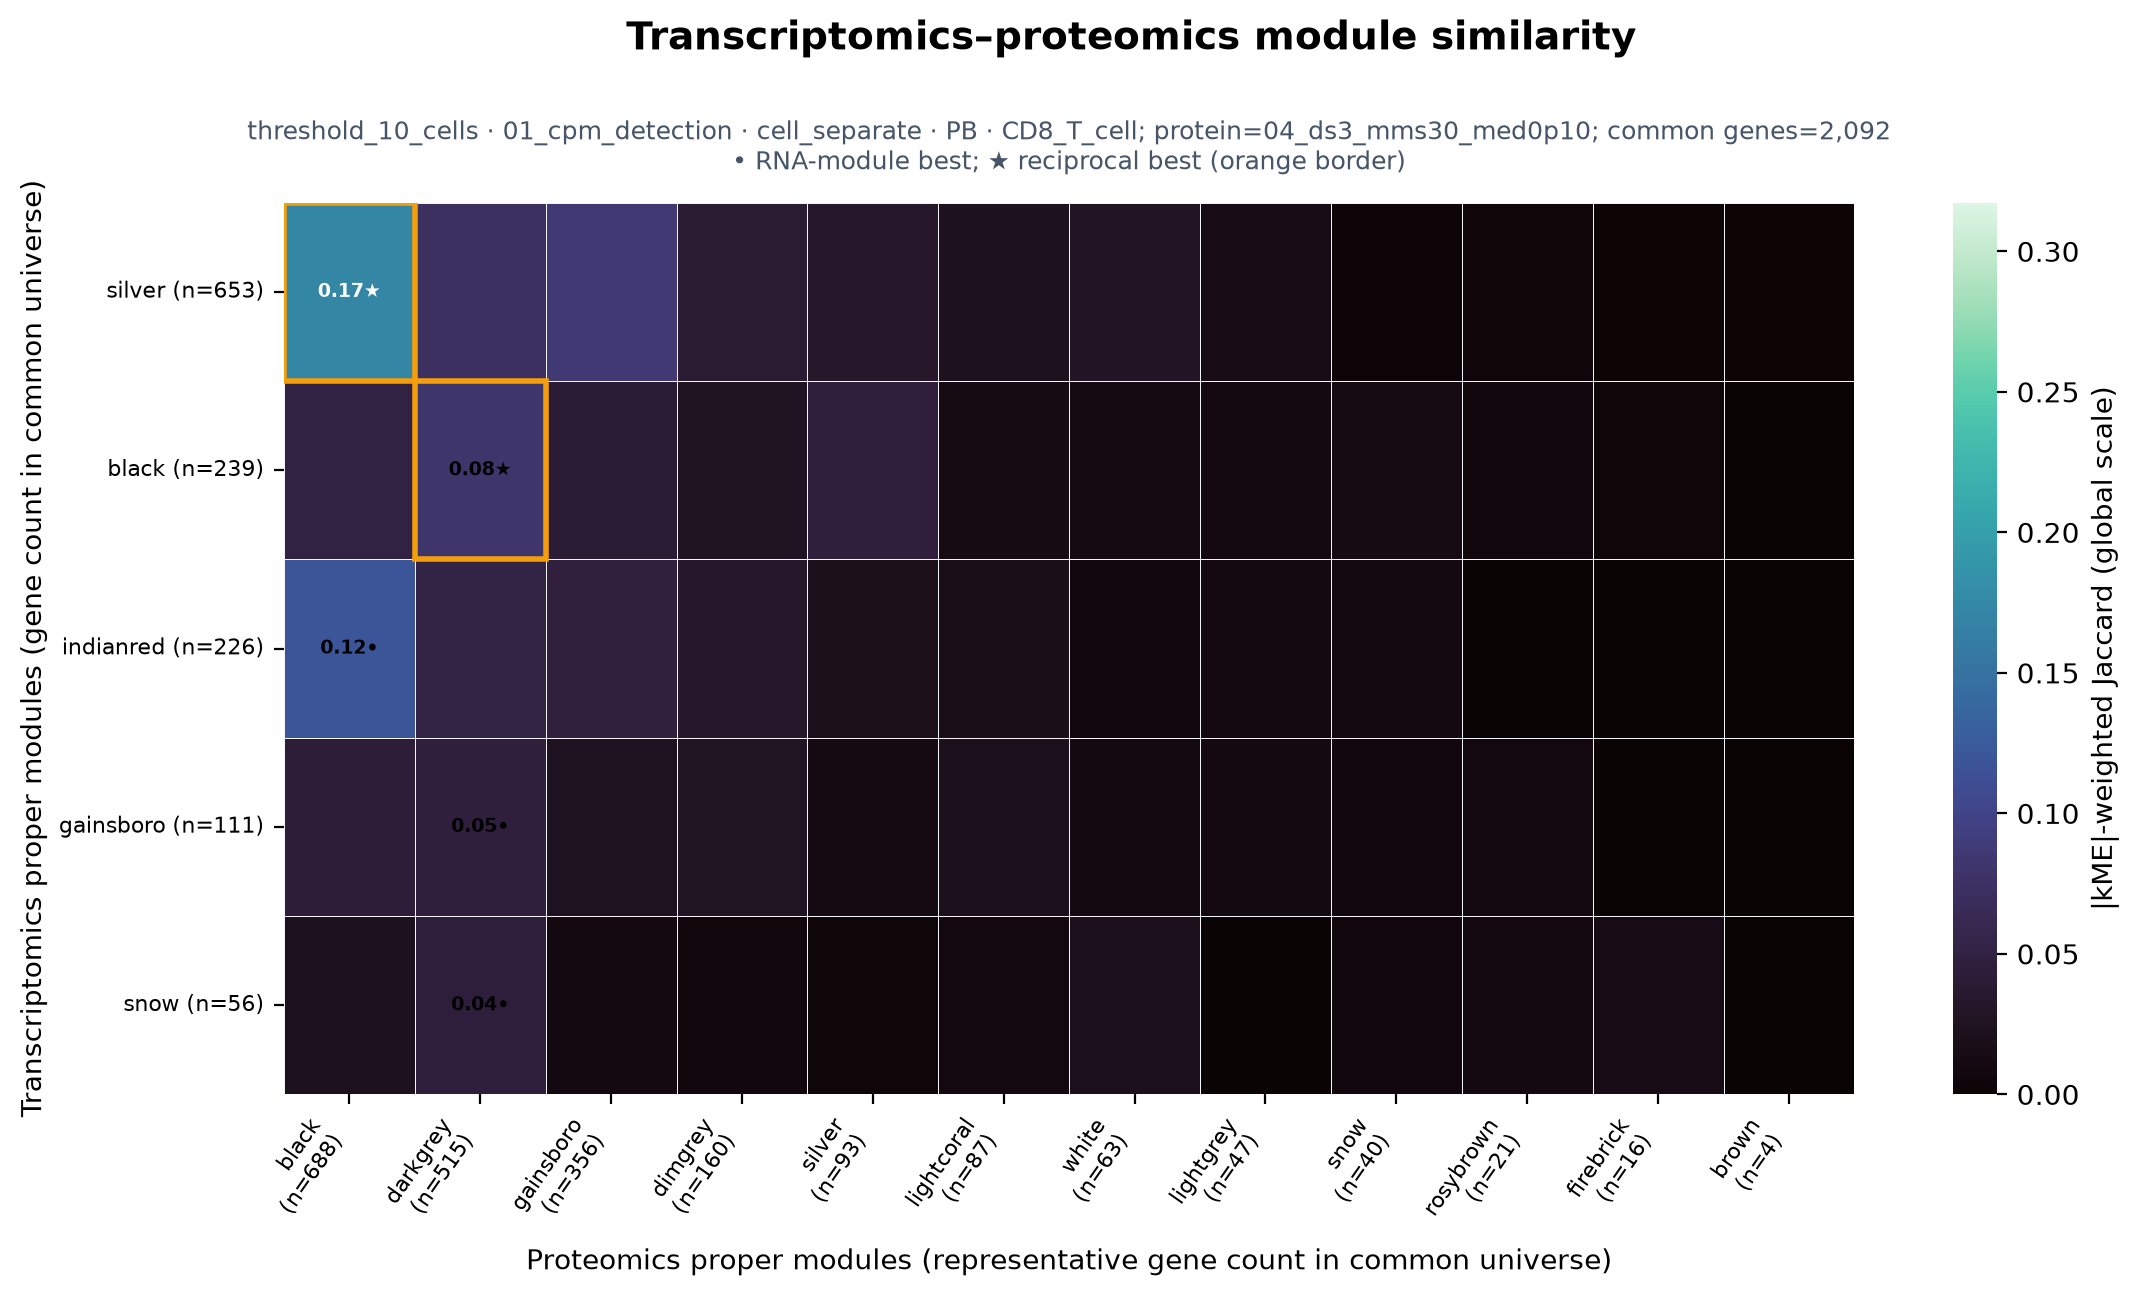 Transcriptomics–proteomics module similarity
threshold_10_cells · 01_cpm_detection · cell_separate · PB · CD8_T_cell; protein=04_ds3_mms30_med0p10; common genes=2,092
• RNA-module best; ★ reciprocal best (orange border)
Transcriptomics proper modules (gene count in common universe)
silver (n=653)
black (n=239)
indianred (n=226)
gainsboro (n=111)
snow (n=56)
0.17★
0.08★
0.12•
0.05•
0.04•
black
(n=688)
darkgrey
(n=515)
gainsboro
(n=356)
dimgrey
(n=160)
silver
(n=93)
lightcoral
(n=87)
white
(n=63)
lightgrey
(n=47)
snow
(n=40)
rosybrown
(n=21)
firebrick
(n=16)
brown
(n=4)
Proteomics proper modules (representative gene count in common universe)
0.30
0.25
0.20
0.15
0.10
0.05
0.00
|kME|-weighted Jaccard (global scale)